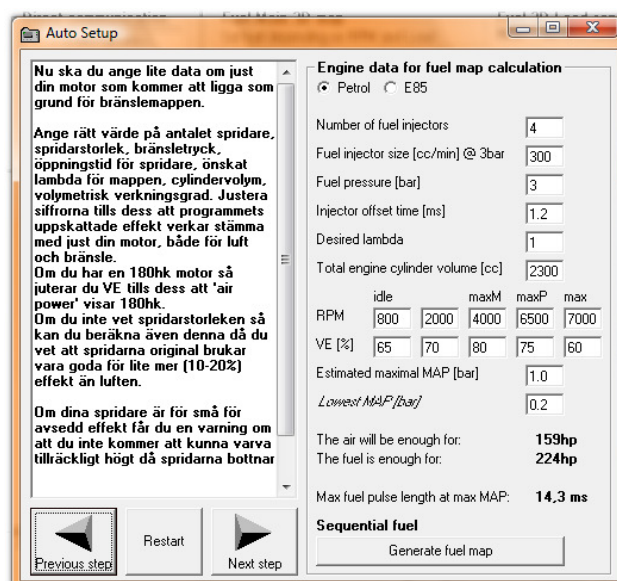 Auto Setup
Nu ska du ange lite data om just
din motor som kommer att ligga som
grund för bränslemappen.
Ange rätt värde på antalet spridare,
spridarstorlek, bränsletryck,
öppningstid för spridare, önskat
lambda för mappen, cylindervolym,
volymetrisk verkningsgrad. Justera
siffrorna tills dess att programmets
uppskattade effekt verkar stämma
med just din motor, både för luft
och bränsle.
Om du har en 180hk motor så
juterar du VE tills dess att 'air
power' visar 180hk.
Om du inte vet spridarstorleken så
kan du beräkna även denna då du
vet att spridarna original brukar
vara goda för lite mer (10-20%)
effekt än luften.
Om dina spridare är för små för
avsedd effekt får du en varning om
att du inte kommer att kunna varva
tillräckligt högt då spridarna bottnar
Previous step
Restart
Next step
Engine data for fuel map calculation
Petrol E85
Number of fuel injectors 4
Fuel injector size [cc/min] @ 3bar 300
Fuel pressure [bar] 3
Injector offset time [ms] 1.2
Desired lambda 1
Total engine cylinder volume [cc] 2300
idle maxM maxP max
RPM 800 2000 4000 6500 7000
VE [%] 65 70 80 75 60
Estimated maximal MAP [bar] 1.0
Lowest MAP [bar] 0.2
The air will be enough for: 159hp
The fuel is enough for: 224hp
Max fuel pulse length at max MAP: 14,3 ms
Sequential fuel
Generate fuel map